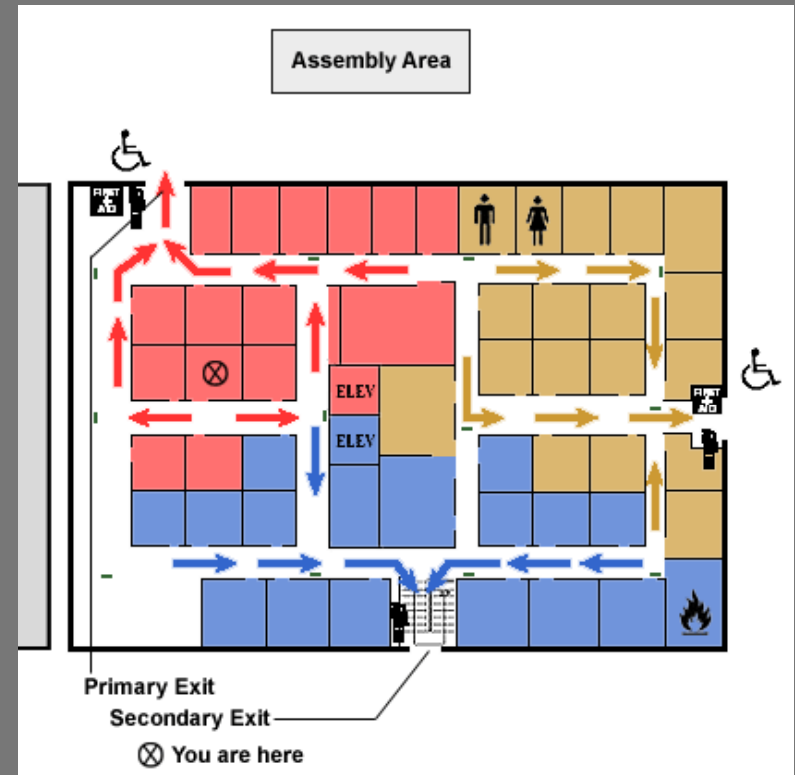 Assembly Area
FIRST
AID
ELEV
FIRST
AID
ELEV
Primary Exit
Secondary Exit
You are here